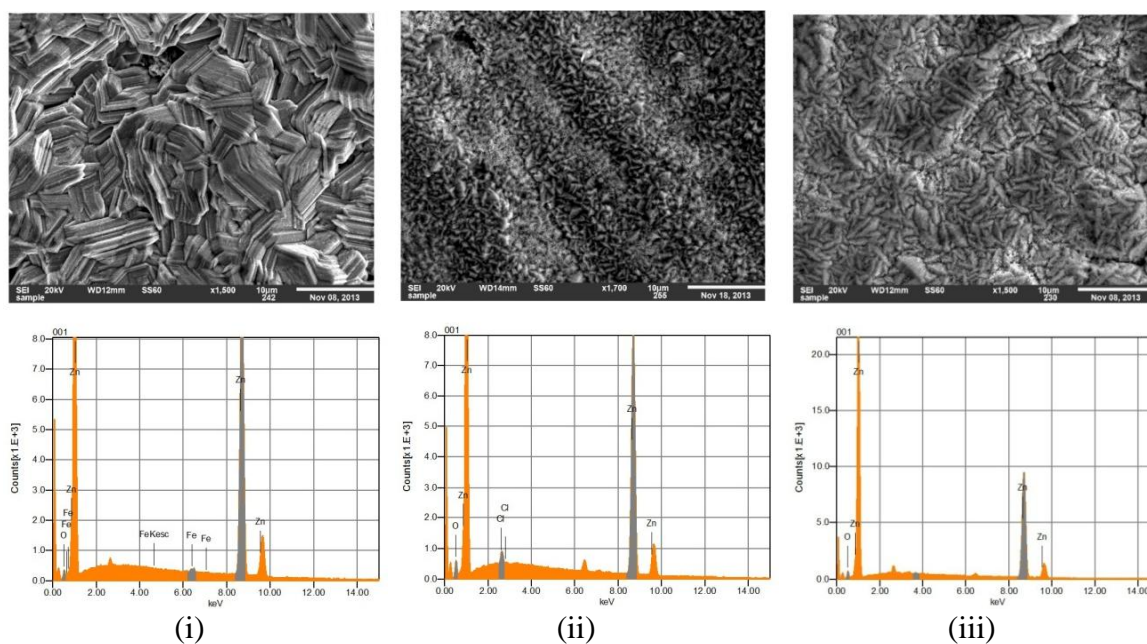 SEI 20kV WD12mm SS60 x1,500 10μm
sample 242 Nov 08, 2013
SEI 20kV WD14mm SS60 x1,700 10μm
sample 255 Nov 18, 2013
SEI 20kV WD12mm SS60 x1,500 10μm
sample 230 Nov 08, 2013
001
Counts[x1.E+3]
8.0
7.0
6.0
5.0
4.0
3.0
2.0
1.0
0.0
Zn
Zn
Fe
Fe
O
FeKesc
Fe
Fe
Zn
Zn
0.00 2.00 4.00 6.00 8.00 10.00 12.00 14.00
keV
(i)
001
Counts[x1.E+3]
8.0
7.0
6.0
5.0
4.0
3.0
2.0
1.0
0.0
Zn
Zn
O
Cl
Cl
Zn
Zn
0.00 2.00 4.00 6.00 8.00 10.00 12.00 14.00
keV
(ii)
001
Counts[x1.E+3]
20.0
15.0
10.0
5.0
0.0
Zn
Zn
O
Zn
Zn
0.00 2.00 4.00 6.00 8.00 10.00 12.00 14.00
keV
(iii)